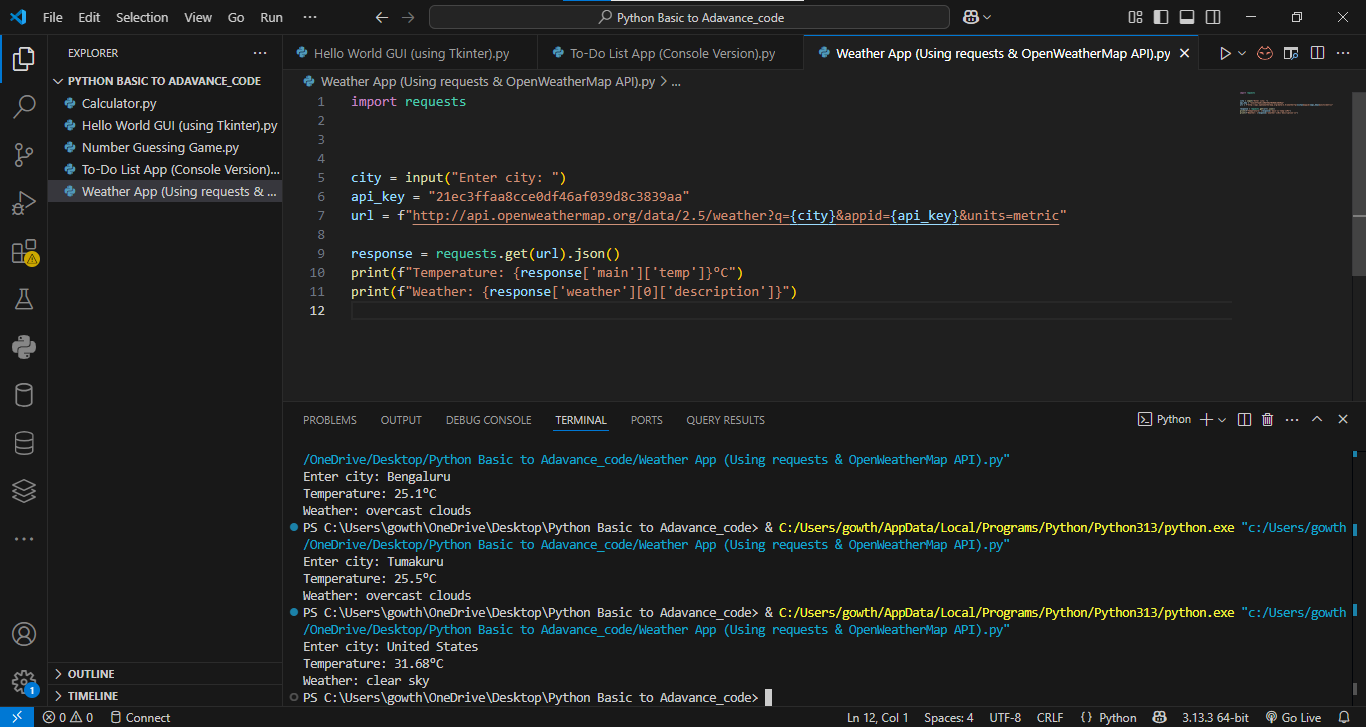 File Edit Selection View Go Run ···
Python Basic to Adavance_code
EXPLORER ···
PYTHON BASIC TO ADAVANCE_CODE
Calculator.py
Hello World GUI (using Tkinter).py
Number Guessing Game.py
To-Do List App (Console Version)...
Weather App (Using requests & ...
OUTLINE
TIMELINE
Hello World GUI (using Tkinter).py
To-Do List App (Console Version).py
Weather App (Using requests & OpenWeatherMap API).py
Weather App (Using requests & OpenWeatherMap API).py > ...
1 import requests
2
3
4
5 city = input("Enter city: ")
6 api_key = "21ec3ffaa8cce0df46af039d8c3839aa"
7 url = f"http://api.openweathermap.org/data/2.5/weather?q={city}&appid={api_key}&units=metric"
8
9 response = requests.get(url).json()
10 print(f"Temperature: {response['main']['temp']}°C")
11 print(f"Weather: {response['weather'][0]['description']}")
12
PROBLEMS OUTPUT DEBUG CONSOLE TERMINAL PORTS QUERY RESULTS
Python
/OneDrive/Desktop/Python Basic to Adavance_code/Weather App (Using requests & OpenWeatherMap API).py"
Enter city: Bengaluru
Temperature: 25.1°C
Weather: overcast clouds
PS C:\Users\gowth\OneDrive\Desktop\Python Basic to Adavance_code> & C:/Users/gowth/AppData/Local/Programs/Python/Python313/python.exe "c:/Users/gowth
/OneDrive/Desktop/Python Basic to Adavance_code/Weather App (Using requests & OpenWeatherMap API).py"
Enter city: Tumakuru
Temperature: 25.5°C
Weather: overcast clouds
PS C:\Users\gowth\OneDrive\Desktop\Python Basic to Adavance_code> & C:/Users/gowth/AppData/Local/Programs/Python/Python313/python.exe "c:/Users/gowth
/OneDrive/Desktop/Python Basic to Adavance_code/Weather App (Using requests & OpenWeatherMap API).py"
Enter city: United States
Temperature: 31.68°C
Weather: clear sky
PS C:\Users\gowth\OneDrive\Desktop\Python Basic to Adavance_code>
1
0 0 Connect
Ln 12, Col 1 Spaces: 4 UTF-8 CRLF {} Python 3.13.3 64-bit Go Live